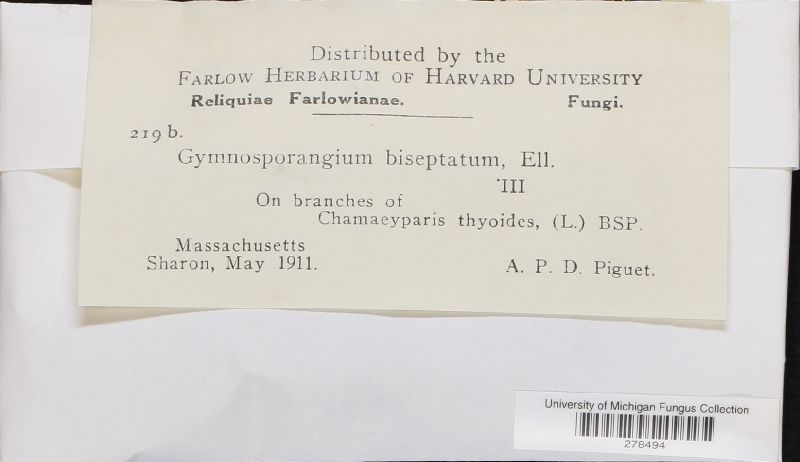 Distributed by the
FARLOW HERBARIUM OF HARVARD UNIVERSITY
Reliquiae Farlowianae. Fungi.
219 b.
Gymnosporangium biseptatum, Ell.
III
On branches of
Chamaeyparis thyoides, (L.) BSP.
Massachusetts
Sharon, May 1911. A. P. D. Piguet.
University of Michigan Fungus Collection
278494